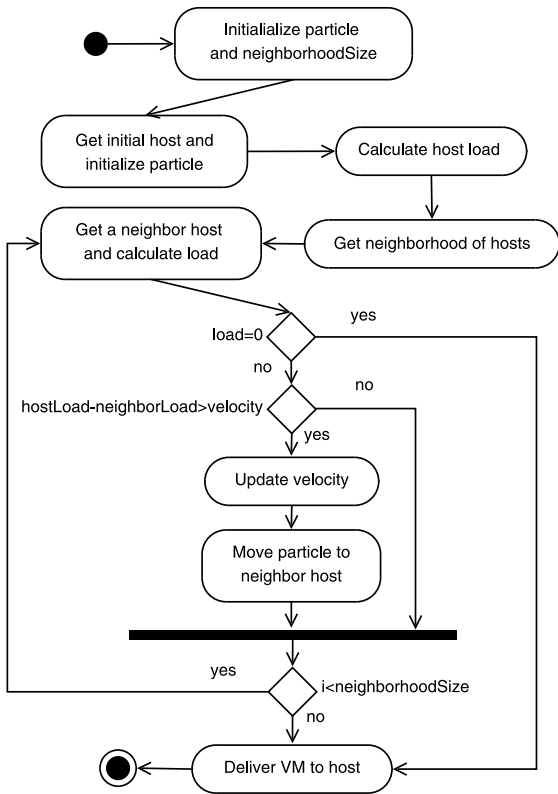 Initialialize particle
and neighborhoodSize
Get initial host and
initialize particle
Calculate host load
Get a neighbor host
and calculate load
Get neighborhood of hosts
load=0
yes
no
hostLoad-neighborLoad>velocity
no
yes
Update velocity
Move particle to
neighbor host
yes
i<neighborhoodSize
no
Deliver VM to host